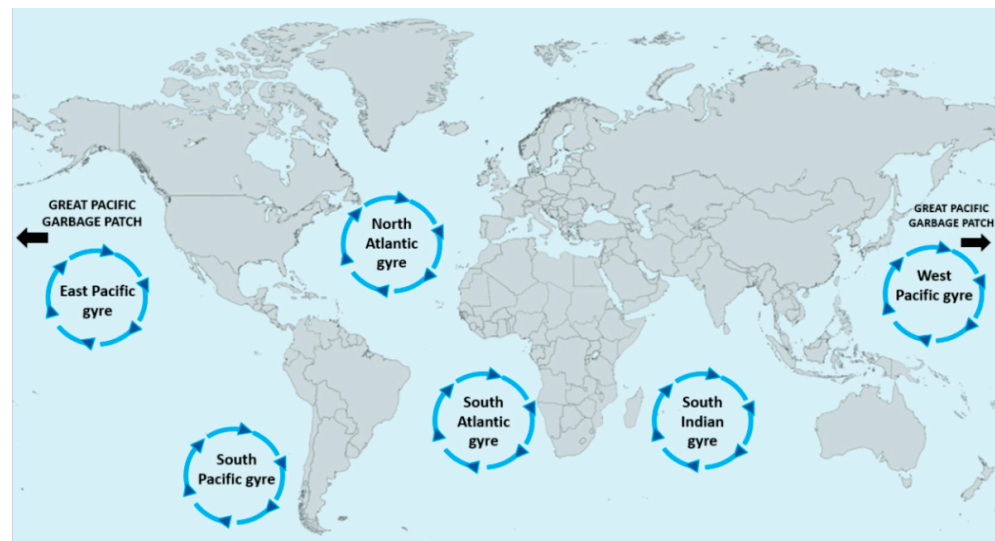 GREAT PACIFIC
GARBAGE PATCH
East Pacific
gyre
North
Atlantic
gyre
GREAT PACIFIC
GARBAGE PATCH
West
Pacific gyre
South
Atlantic
gyre
South
Indian
gyre
South
Pacific gyre